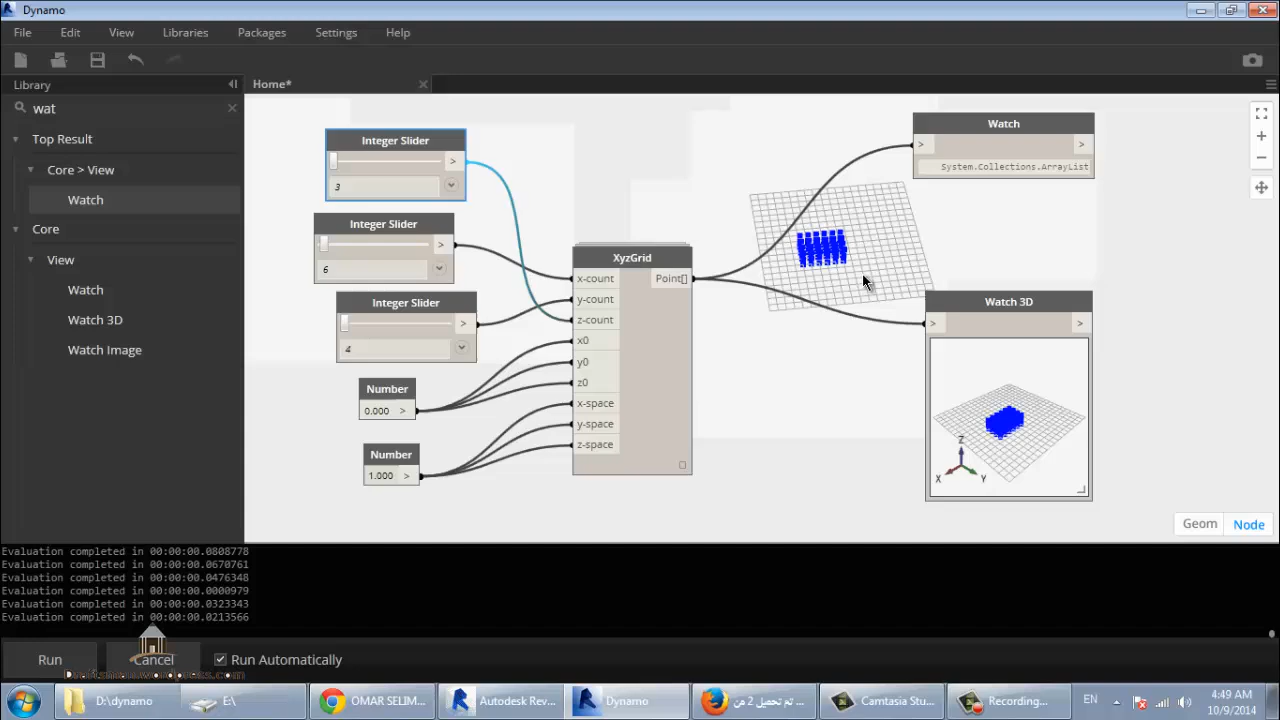 Dynamo
File Edit View Libraries Packages Settings Help
Library
Home*
wat
Top Result
Core > View
Watch
Core
View
Watch
Watch 3D
Watch Image
Integer Slider
>
3
Integer Slider
>
6
Integer Slider
>
4
Number
0.000 >
Number
1.000 >
XyzGrid
x-count Point[]
y-count
z-count
x0
y0
z0
x-space
y-space
z-space
Watch
> >
System.Collections.ArrayList
Watch 3D
> >
Z
X Y
Geom Node
Evaluation completed in 00:00:00.0808778
Evaluation completed in 00:00:00.0670761
Evaluation completed in 00:00:00.0476348
Evaluation completed in 00:00:00.0000979
Evaluation completed in 00:00:00.0323343
Evaluation completed in 00:00:00.0213566
Run Cancel Run Automatically
D:\dynamo E:\ OMAR SELIM... Autodesk Rev... Dynamo تم تحميل 2 من ... Camtasia Stu... Recording... EN 4:49 AM
10/9/2014